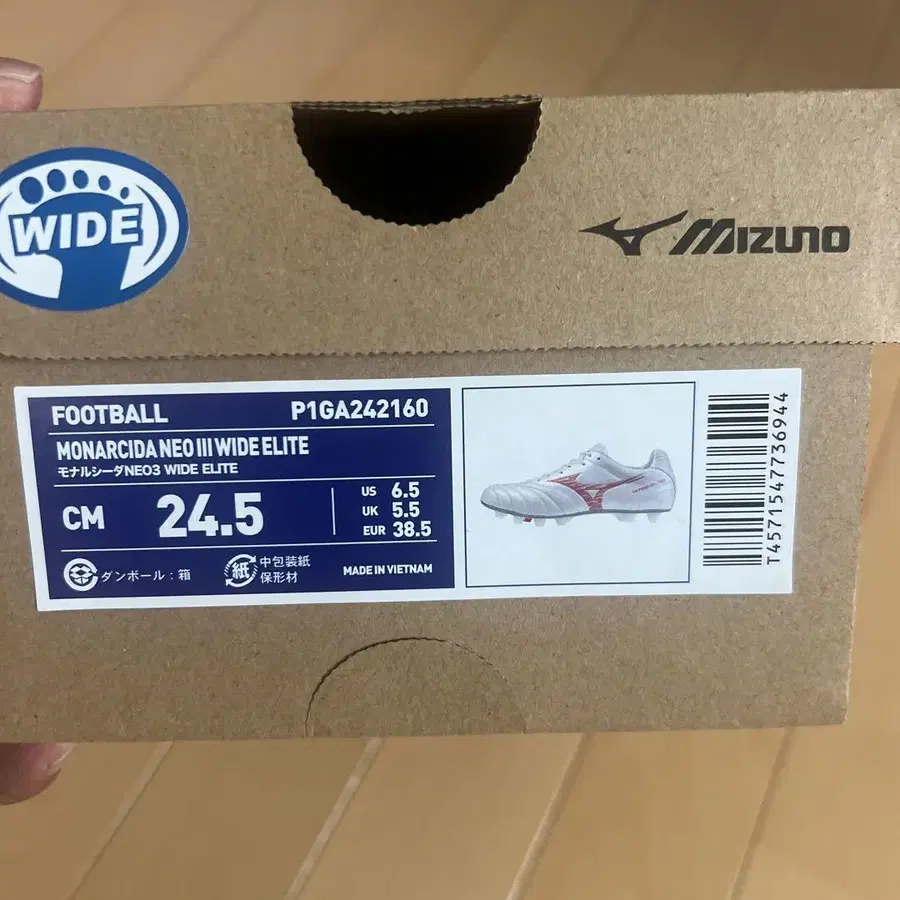 WIDE
MIZUNO
FOOTBALL P1GA242160
MONARCIDA NEO III WIDE ELITE
モナルシーダNEO3 WIDE ELITE
CM 24.5
US 6.5
UK 5.5
EUR 38.5
ダンボール：箱
紙 中包装紙
保形材
MADE IN VIETNAM
T4571547736944